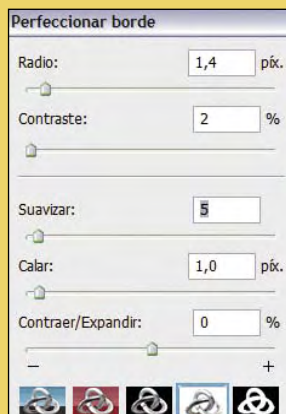 Perfeccionar borde
Radio: 1,4 píx.
Contraste: 2 %
Suavizar: 5
Calar: 1,0 píx.
Contraer/Expandir: 0 %
− +